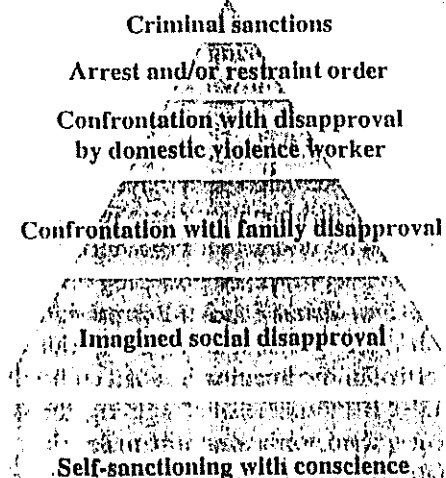 Criminal sanctions
Arrest and/or restraint order
Confrontation with disapproval
by domestic violence worker
Confrontation with family disapproval
Imagined social disapproval
Self-sanctioning with conscience